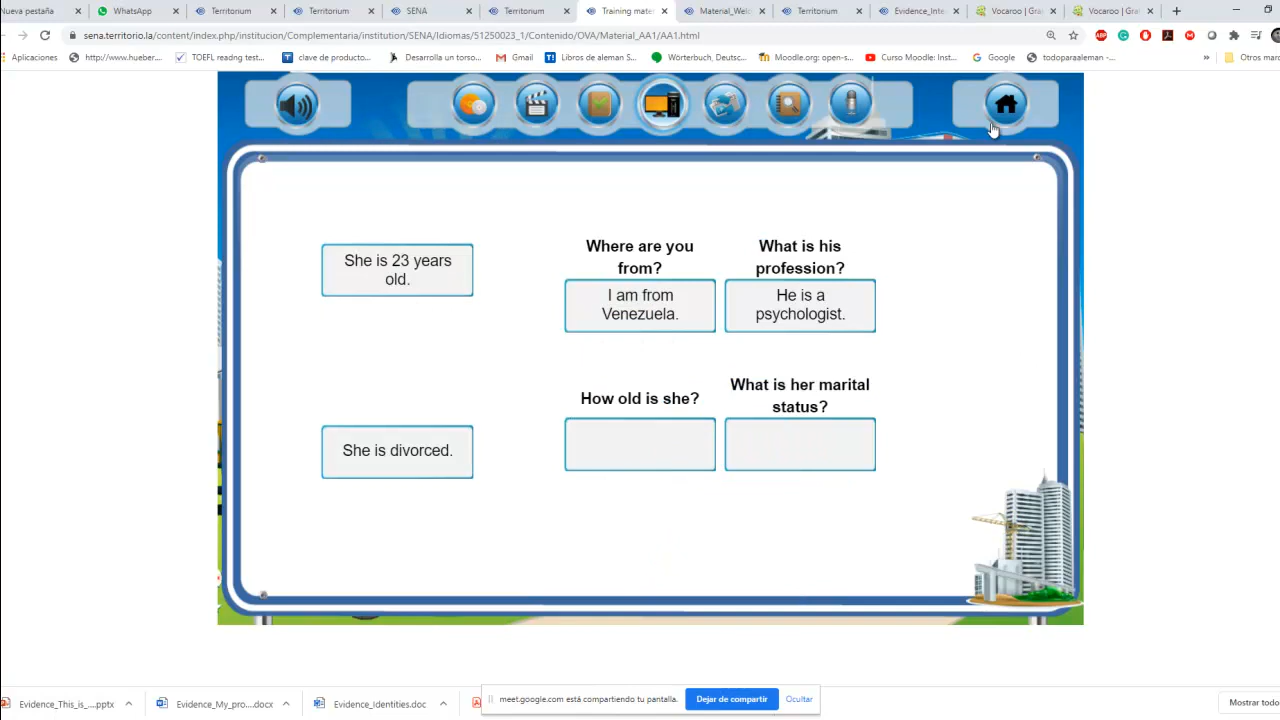 Nueva pestaña
WhatsApp
Territorium
Territorium
SENA
Territorium
Training mate
Material_Welc
Territorium
Evidence_Inte
Vocaroo | Gra
Vocaroo | Gra
sena.territorio.la/content/index.php/institucion/Complementaria/institution/SENA/Idiomas/51250023_1/Contenido/OVA/Material_AA1/AA1.html
Aplicaciones
http://www.hueber....
TOEFL readng test...
clave de producto...
Desarrolla un torso...
Gmail
Libros de aleman S...
Wörterbuch, Deutsc...
Moodle.org: open-s...
Curso Moodle: Inst...
Google
todoparaaleman -...
»
Otros mar
She is 23 years
old.
Where are you
from?
I am from
Venezuela.
What is his
profession?
He is a
psychologist.
She is divorced.
How old is she?
What is her marital
status?
vidence_This_is_....pptx
Evidence_My_pro...docx
Evidence_Identities.doc
meet.google.com está compartiendo tu pantalla.
Dejar de compartir
Ocultar
Mostrar todo